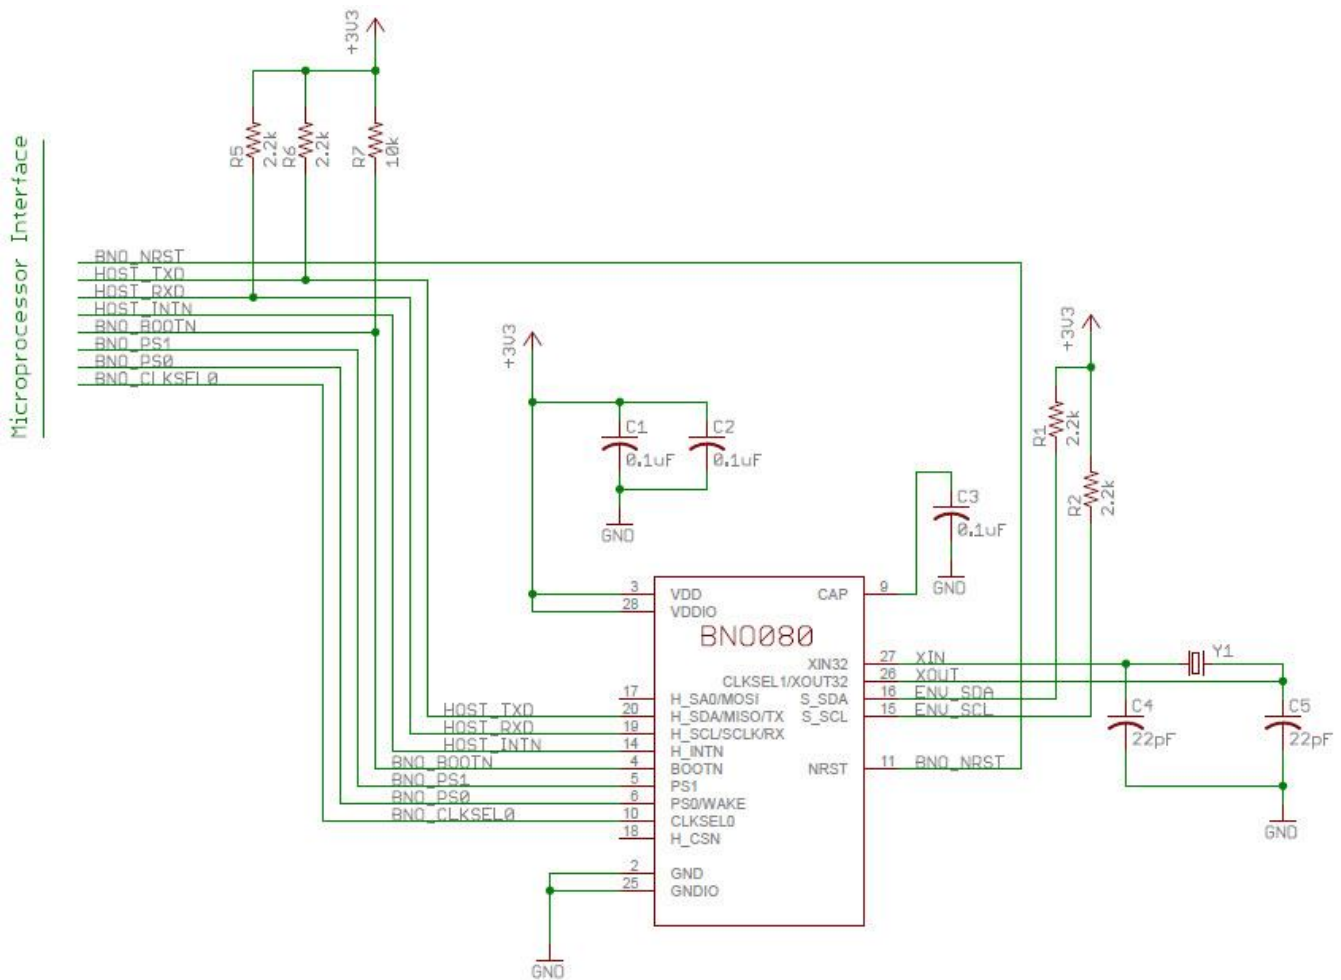 Microprocessor Interface
+3V3
R5
2.2k
R6
2.2k
R7
10k
BNO_NRST
HOST_TXD
HOST_RXD
HOST_INTN
BNO_BOOTN
BNO_PS1
BNO_PS0
BNO_CLKSEL0
+3V3
C1
0.1uF
C2
0.1uF
GND
+3V3
R1
2.2k
R2
2.2k
C3
0.1uF
GND
3 VDD
28 VDDIO
CAP 9
BNO080
XIN32 27 XIN
CLKSEL1/XOUT32 26 XOUT
17 H_SA0/MOSI
S_SDA 16 ENV_SDA
HOST_TXD 20 H_SDA/MISO/TX
S_SCL 15 ENV_SCL
HOST_RXD 19 H_SCL/SCLK/RX
HOST_INTN 14 H_INTN
BNO_BOOTN 4 BOOTN
NRST 11 BNO_NRST
BNO_PS1 5 PS1
BNO_PS0 6 PS0/WAKE
BNO_CLKSEL0 10 CLKSEL0
18 H_CSN
2 GND
25 GNDIO
GND
Y1
C4
22pF
C5
22pF
GND